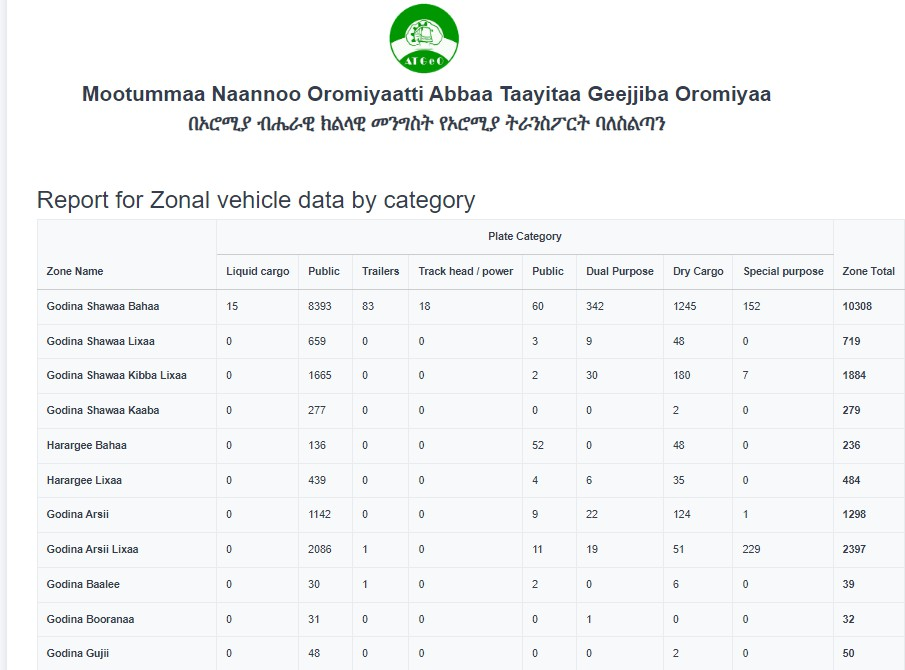 ATGeO
Mootummaa Naannoo Oromiyaatti Abbaa Taayitaa Geejjiba Oromiyaa
በኦሮሚያ ብሔራዊ ክልላዊ መንግስት የኦሮሚያ ትራንስፖርት ባለስልጣን
Report for Zonal vehicle data by category
Plate Category
Zone Name Liquid cargo Public Trailers Track head / power Public Dual Purpose Dry Cargo Special purpose Zone Total
Godina Shawaa Bahaa 15 8393 83 18 60 342 1245 152 10308
Godina Shawaa Lixaa 0 659 0 0 3 9 48 0 719
Godina Shawaa Kibba Lixaa 0 1665 0 0 2 30 180 7 1884
Godina Shawaa Kaaba 0 277 0 0 0 0 2 0 279
Harargee Bahaa 0 136 0 0 52 0 48 0 236
Harargee Lixaa 0 439 0 0 4 6 35 0 484
Godina Arsii 0 1142 0 0 9 22 124 1 1298
Godina Arsii Lixaa 0 2086 1 0 11 19 51 229 2397
Godina Baalee 0 30 1 0 2 0 6 0 39
Godina Booranaa 0 31 0 0 0 1 0 0 32
Godina Gujii 0 48 0 0 0 0 2 0 50